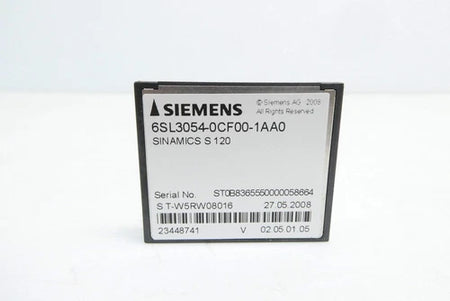 SIEMENS
© Siemens AG 2008
All Rights Reserved
6SL3054-0CF00-1AA0
SINAMICS S 120
Serial No. ST0B8365550000058664
S T-W5RW08016 27.05.2008
23448741 V 02.05.01.05